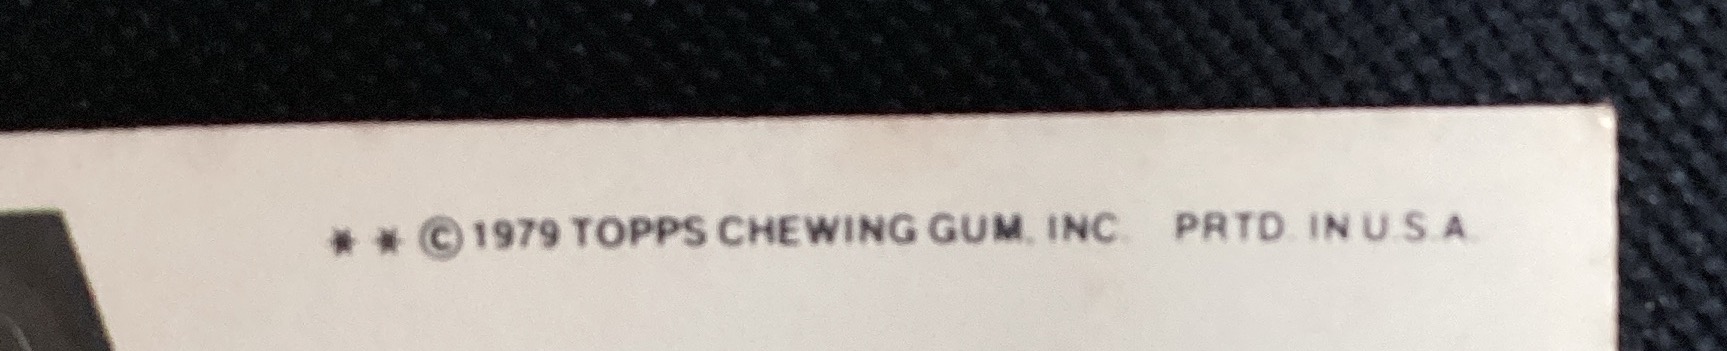 * * © 1979 TOPPS CHEWING GUM, INC. PRTD. IN U.S.A.